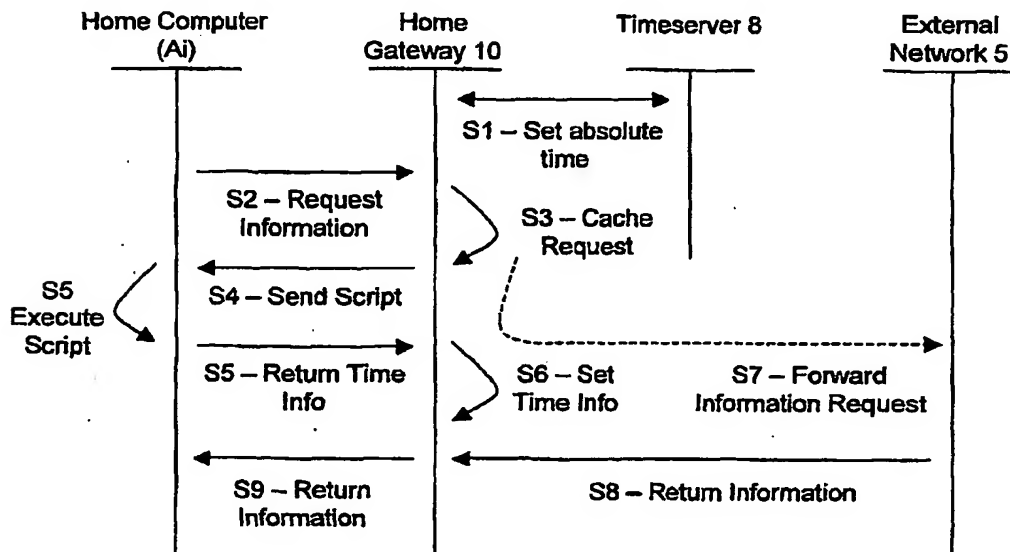 Home Computer
(Ai)
Home
Gateway 10
Timeserver 8
External
Network 5
S1 – Set absolute
time
S2 – Request
Information
S3 – Cache
Request
S4 – Send Script
S5
Execute
Script
S5 – Return Time
Info
S6 – Set
Time Info
S7 – Forward
Information Request
S8 – Return Information
S9 – Return
Information